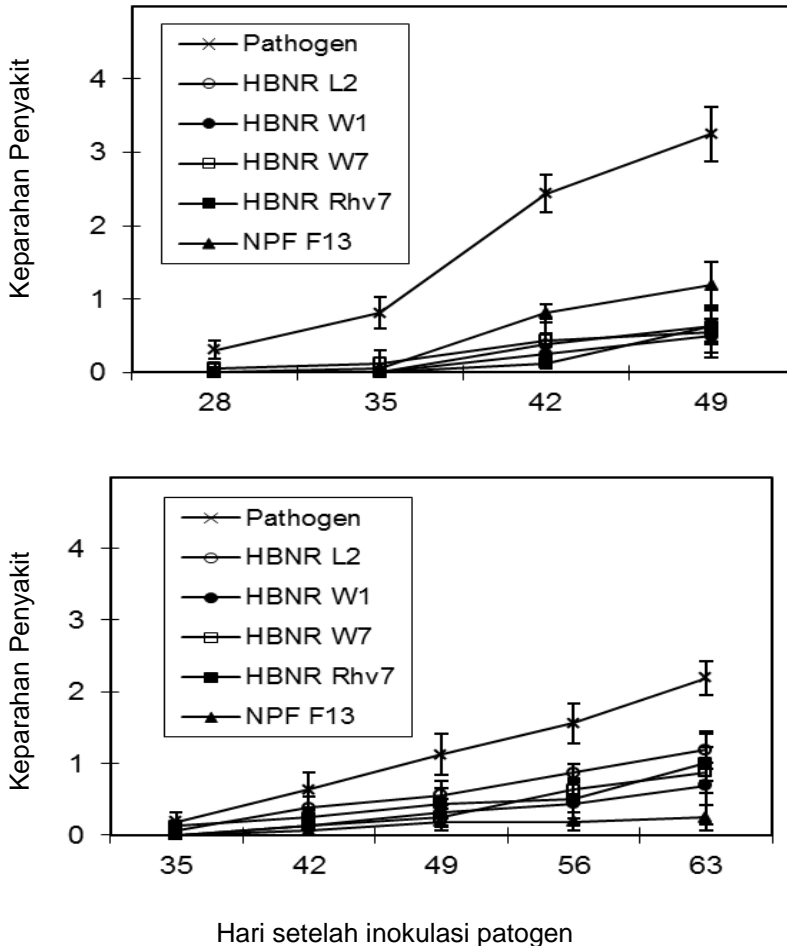 Keparahan Penyakit
4
3
2
1
0
Pathogen
HBNR L2
HBNR W1
HBNR W7
HBNR Rhv7
NPF F13
28 35 42 49
Keparahan Penyakit
4
3
2
1
0
Pathogen
HBNR L2
HBNR W1
HBNR W7
HBNR Rhv7
NPF F13
35 42 49 56 63
Hari setelah inokulasi patogen